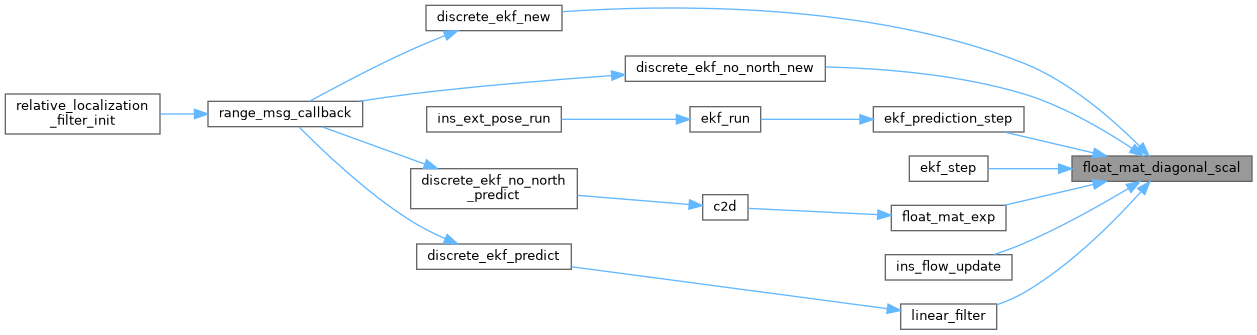 discrete_ekf_new
discrete_ekf_no_north_new
relative_localization
_filter_init
range_msg_callback
ins_ext_pose_run
ekf_run
ekf_prediction_step
ekf_step
float_mat_diagonal_scal
discrete_ekf_no_north
_predict
c2d
float_mat_exp
discrete_ekf_predict
ins_flow_update
linear_filter